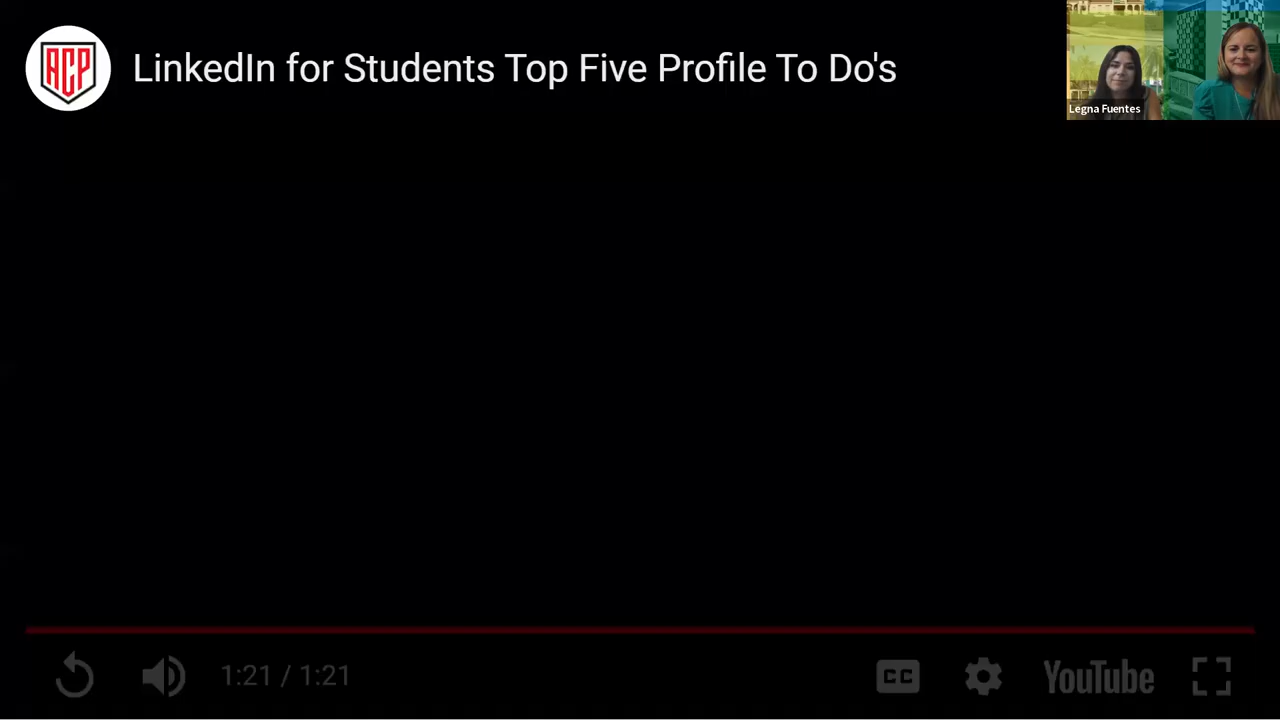 ACP
LinkedIn for Students Top Five Profile To Do's
Legna Fuentes
1:21 / 1:21
CC
YouTube